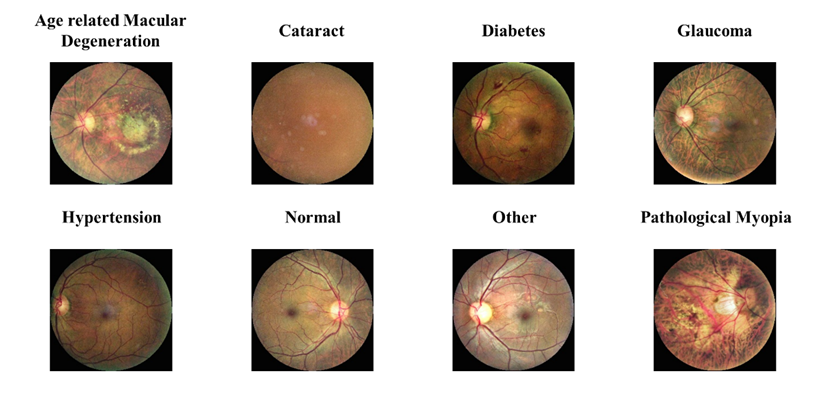 Age related Macular
Degeneration
Cataract
Diabetes
Glaucoma
Hypertension
Normal
Other
Pathological Myopia